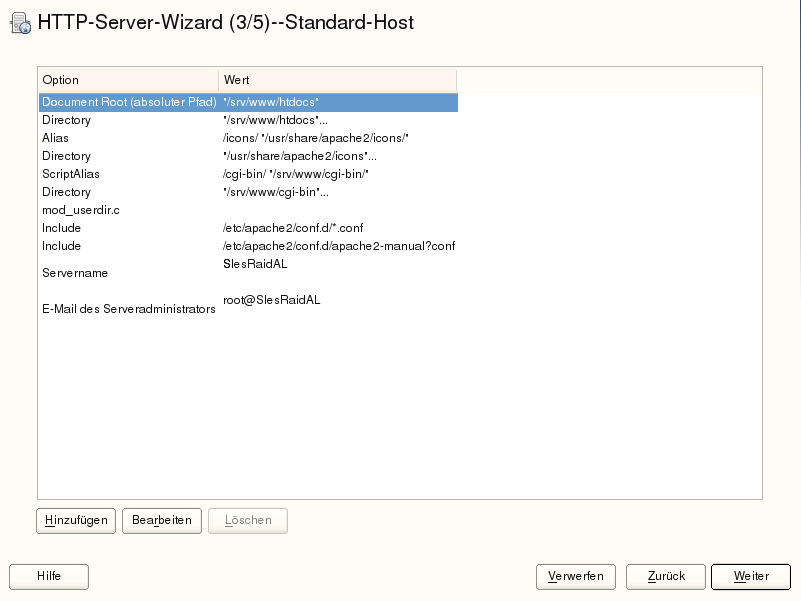 HTTP-Server-Wizard (3/5)--Standard-Host
Option Wert
Document Root (absoluter Pfad) "/srv/www/htdocs"
Directory "/srv/www/htdocs"...
Alias /icons/ "/usr/share/apache2/icons/"
Directory "/usr/share/apache2/icons"...
ScriptAlias /cgi-bin/ "/srv/www/cgi-bin/"
Directory "/srv/www/cgi-bin"...
mod_userdir.c
Include /etc/apache2/conf.d/*.conf
Include /etc/apache2/conf.d/apache2-manual?conf
Servername SlesRaidAL
E-Mail des Serveradministrators root@SlesRaidAL
Hinzufügen Bearbeiten Löschen
Hilfe Verwerfen Zurück Weiter